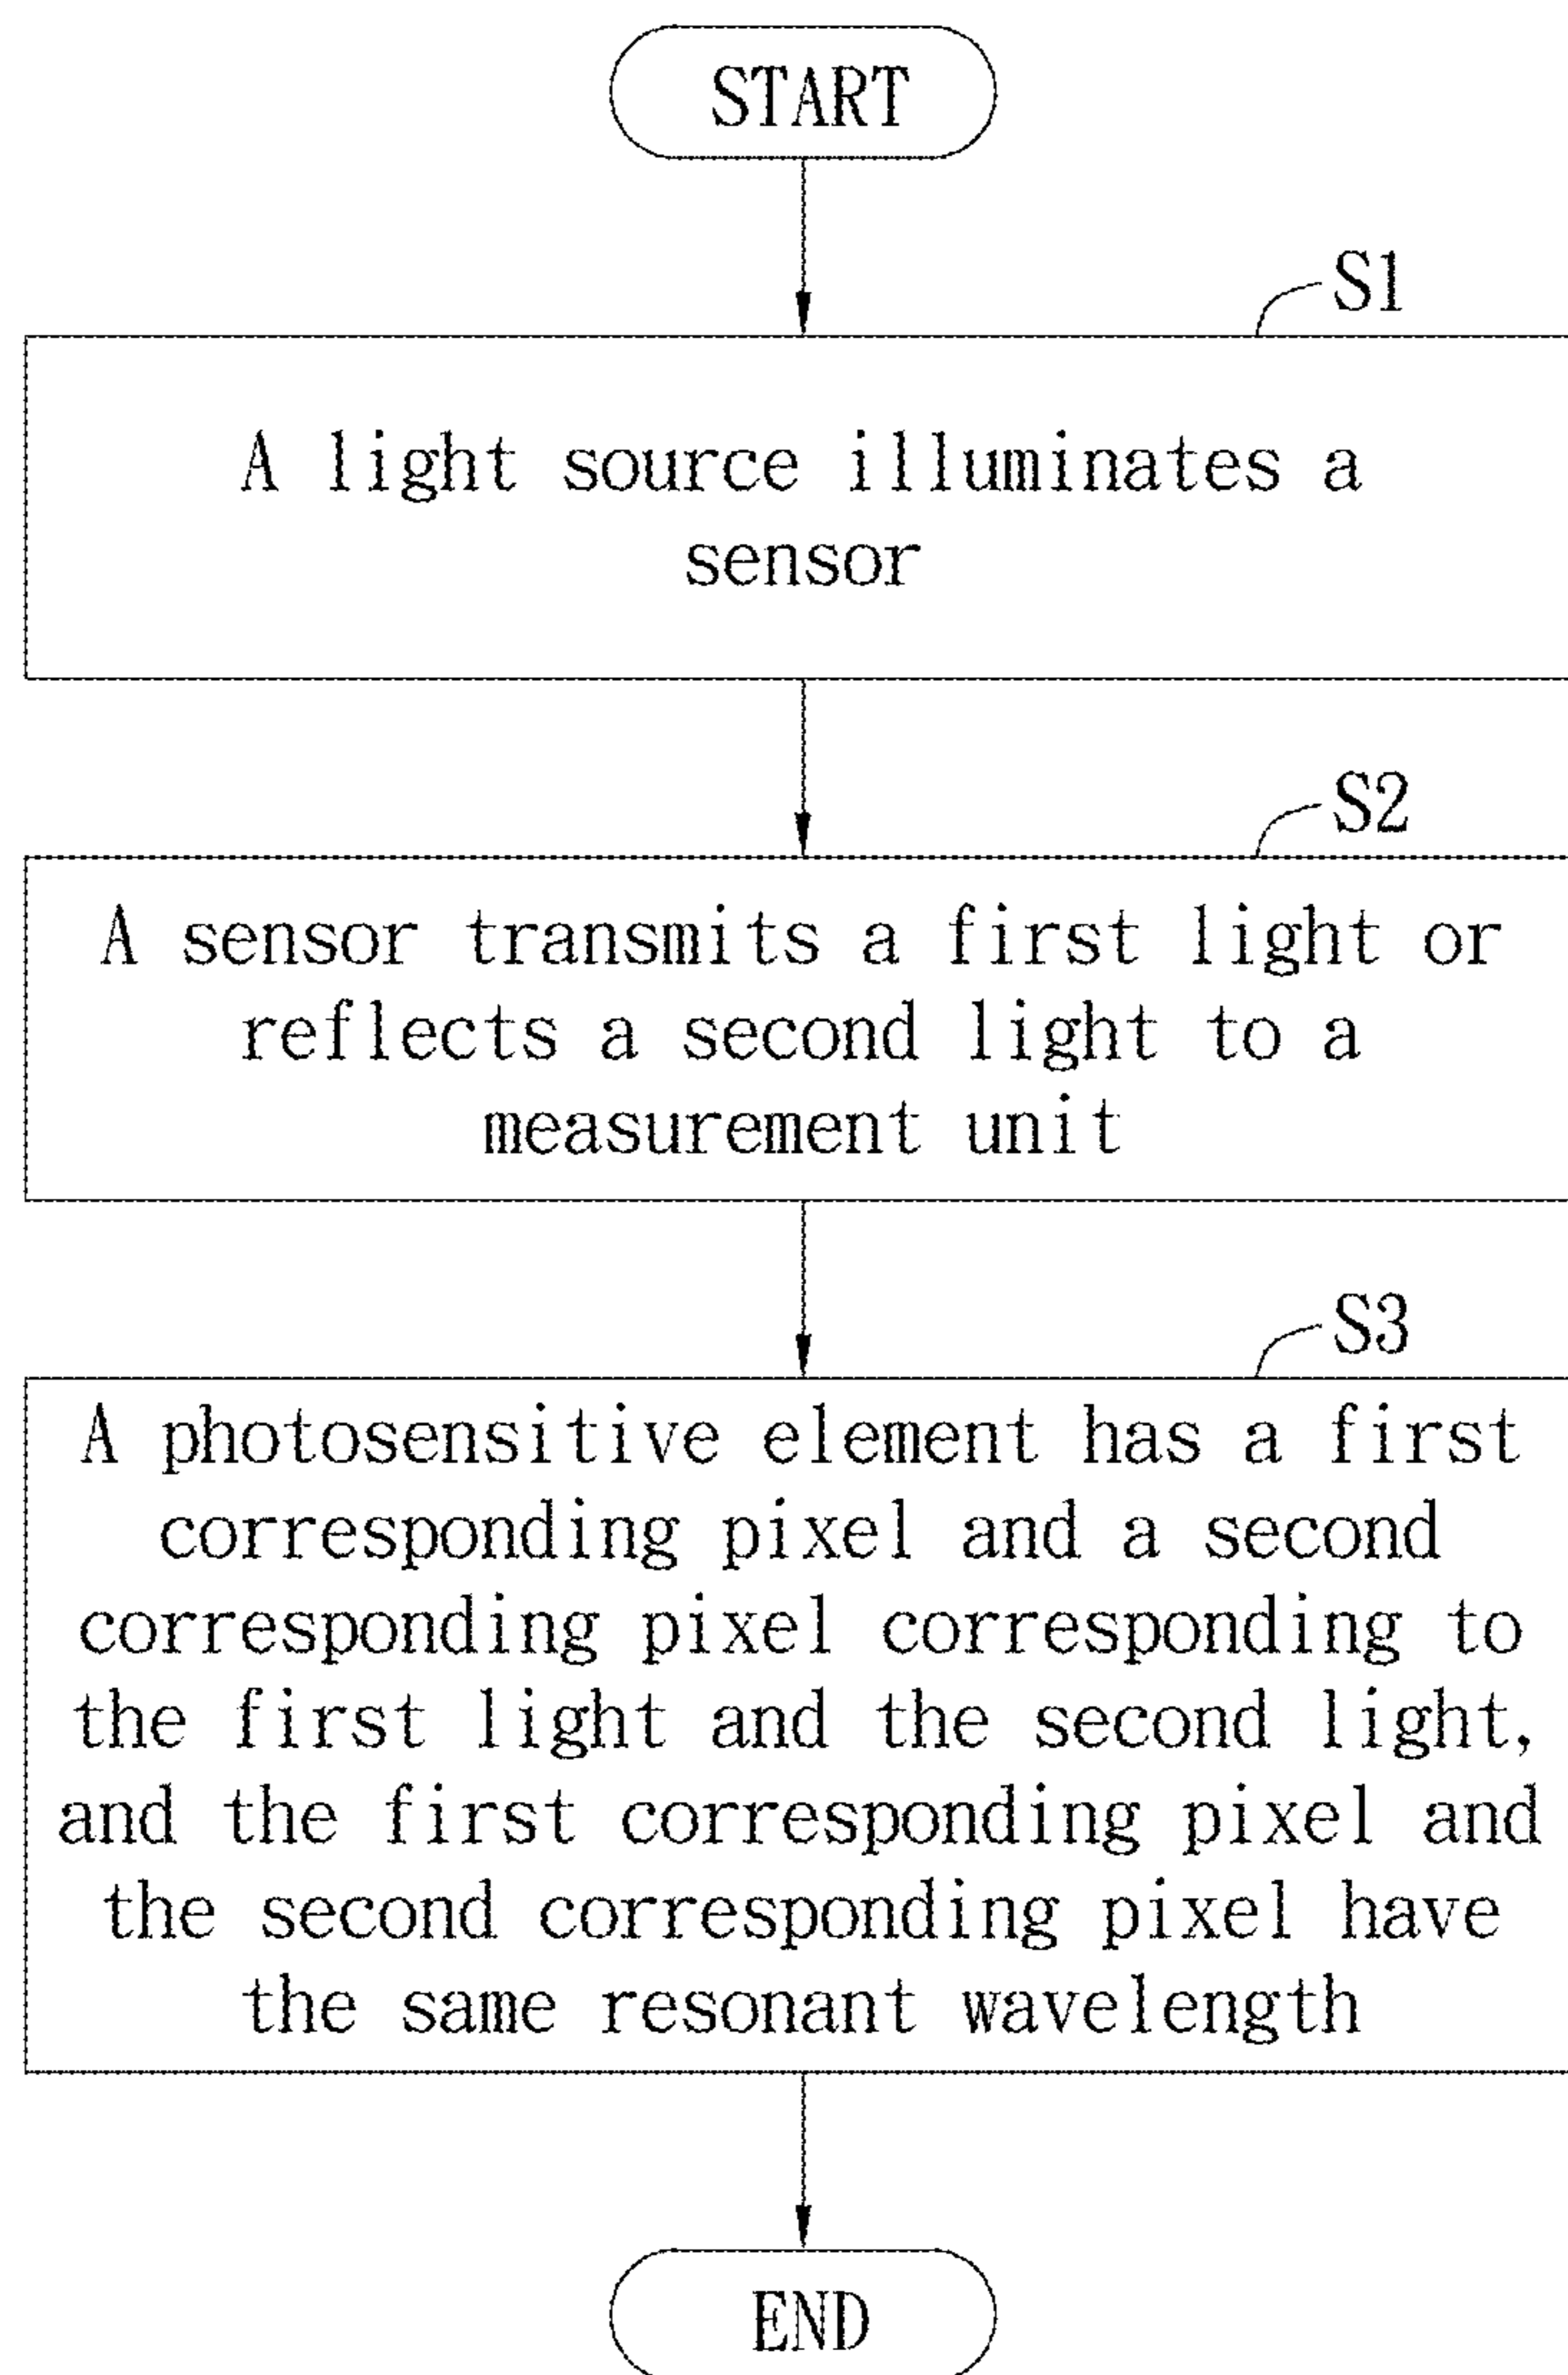 START
S1
A light source illuminates a
sensor
S2
A sensor transmits a first light or
reflects a second light to a
measurement unit
S3
A photosensitive element has a first
corresponding pixel and a second
corresponding pixel corresponding to
the first light and the second light,
and the first corresponding pixel and
the second corresponding pixel have
the same resonant wavelength
END